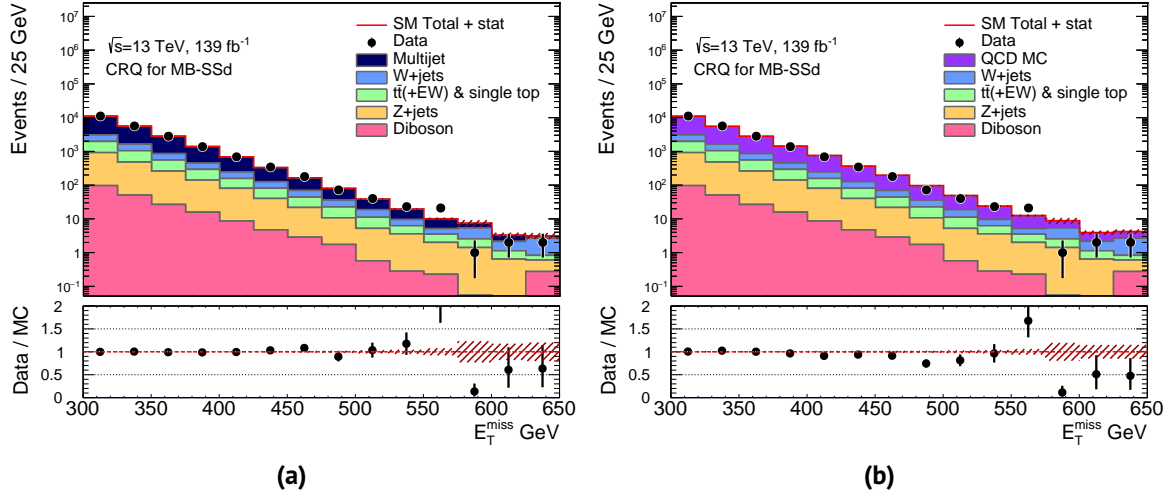 Events / 25 GeV
10⁷
10⁶
10⁵
10⁴
10³
10²
10
1
10⁻¹
√s=13 TeV, 139 fb⁻¹
CRQ for MB-SSd
SM Total + stat
Data
Multijet
W+jets
tt̄(+EW) & single top
Z+jets
Diboson
Data / MC
2
1.5
1
0.5
0
300 350 400 450 500 550 600 650
E_T^miss GeV
(a)
Events / 25 GeV
10⁷
10⁶
10⁵
10⁴
10³
10²
10
1
10⁻¹
√s=13 TeV, 139 fb⁻¹
CRQ for MB-SSd
SM Total + stat
Data
QCD MC
W+jets
tt̄(+EW) & single top
Z+jets
Diboson
Data / MC
2
1.5
1
0.5
0
300 350 400 450 500 550 600 650
E_T^miss GeV
(b)